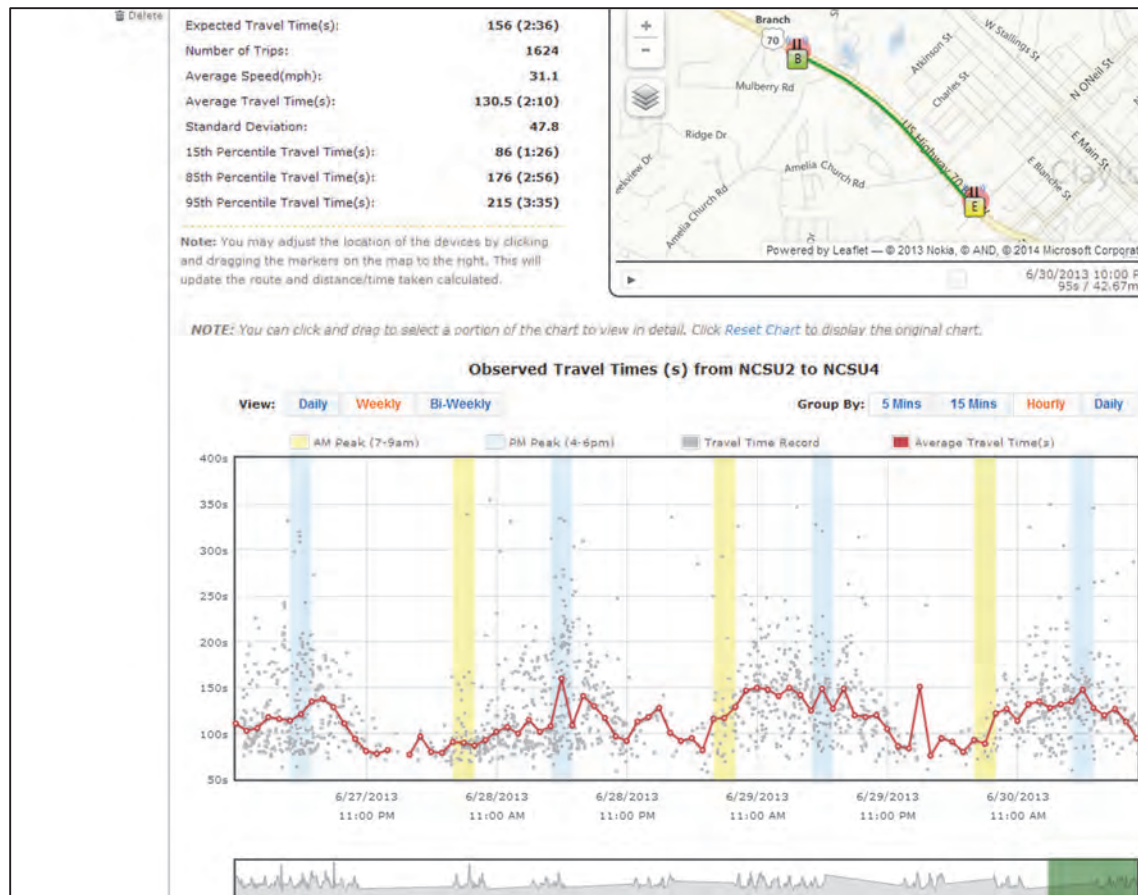 Delete
Expected Travel Time(s): 156 (2:36)
Number of Trips: 1624
Average Speed(mph): 31.1
Average Travel Time(s): 130.5 (2:10)
Standard Deviation: 47.8
15th Percentile Travel Time(s): 86 (1:26)
85th Percentile Travel Time(s): 176 (2:56)
95th Percentile Travel Time(s): 215 (3:35)
Note: You may adjust the location of the devices by clicking
and dragging the markers on the map to the right. This will
update the route and distance/time taken calculated.
+
−
Branch
70
B
Mulberry Rd
Ridge Dr
Amelia Church Rd
Amelia Church Rd
Atkinson St
Charles St
W Stallings St
N ONeil St
E Main St
E Blanche St
US Highway 70
E
Powered by Leaflet — © 2013 Nokia, © AND, © 2014 Microsoft Corporat
6/30/2013 10:00 P
95s / 42.67m
NOTE: You can click and drag to select a portion of the chart to view in detail. Click Reset Chart to display the original chart.
Observed Travel Times (s) from NCSU2 to NCSU4
View: Daily Weekly Bi-Weekly Group By: 5 Mins 15 Mins Hourly Daily
AM Peak (7-9am) PM Peak (4-6pm) Travel Time Record Average Travel Time(s)
400s
350s
300s
250s
200s
150s
100s
50s
6/27/2013 6/28/2013 6/28/2013 6/29/2013 6/29/2013 6/30/2013
11:00 PM 11:00 AM 11:00 PM 11:00 AM 11:00 PM 11:00 AM